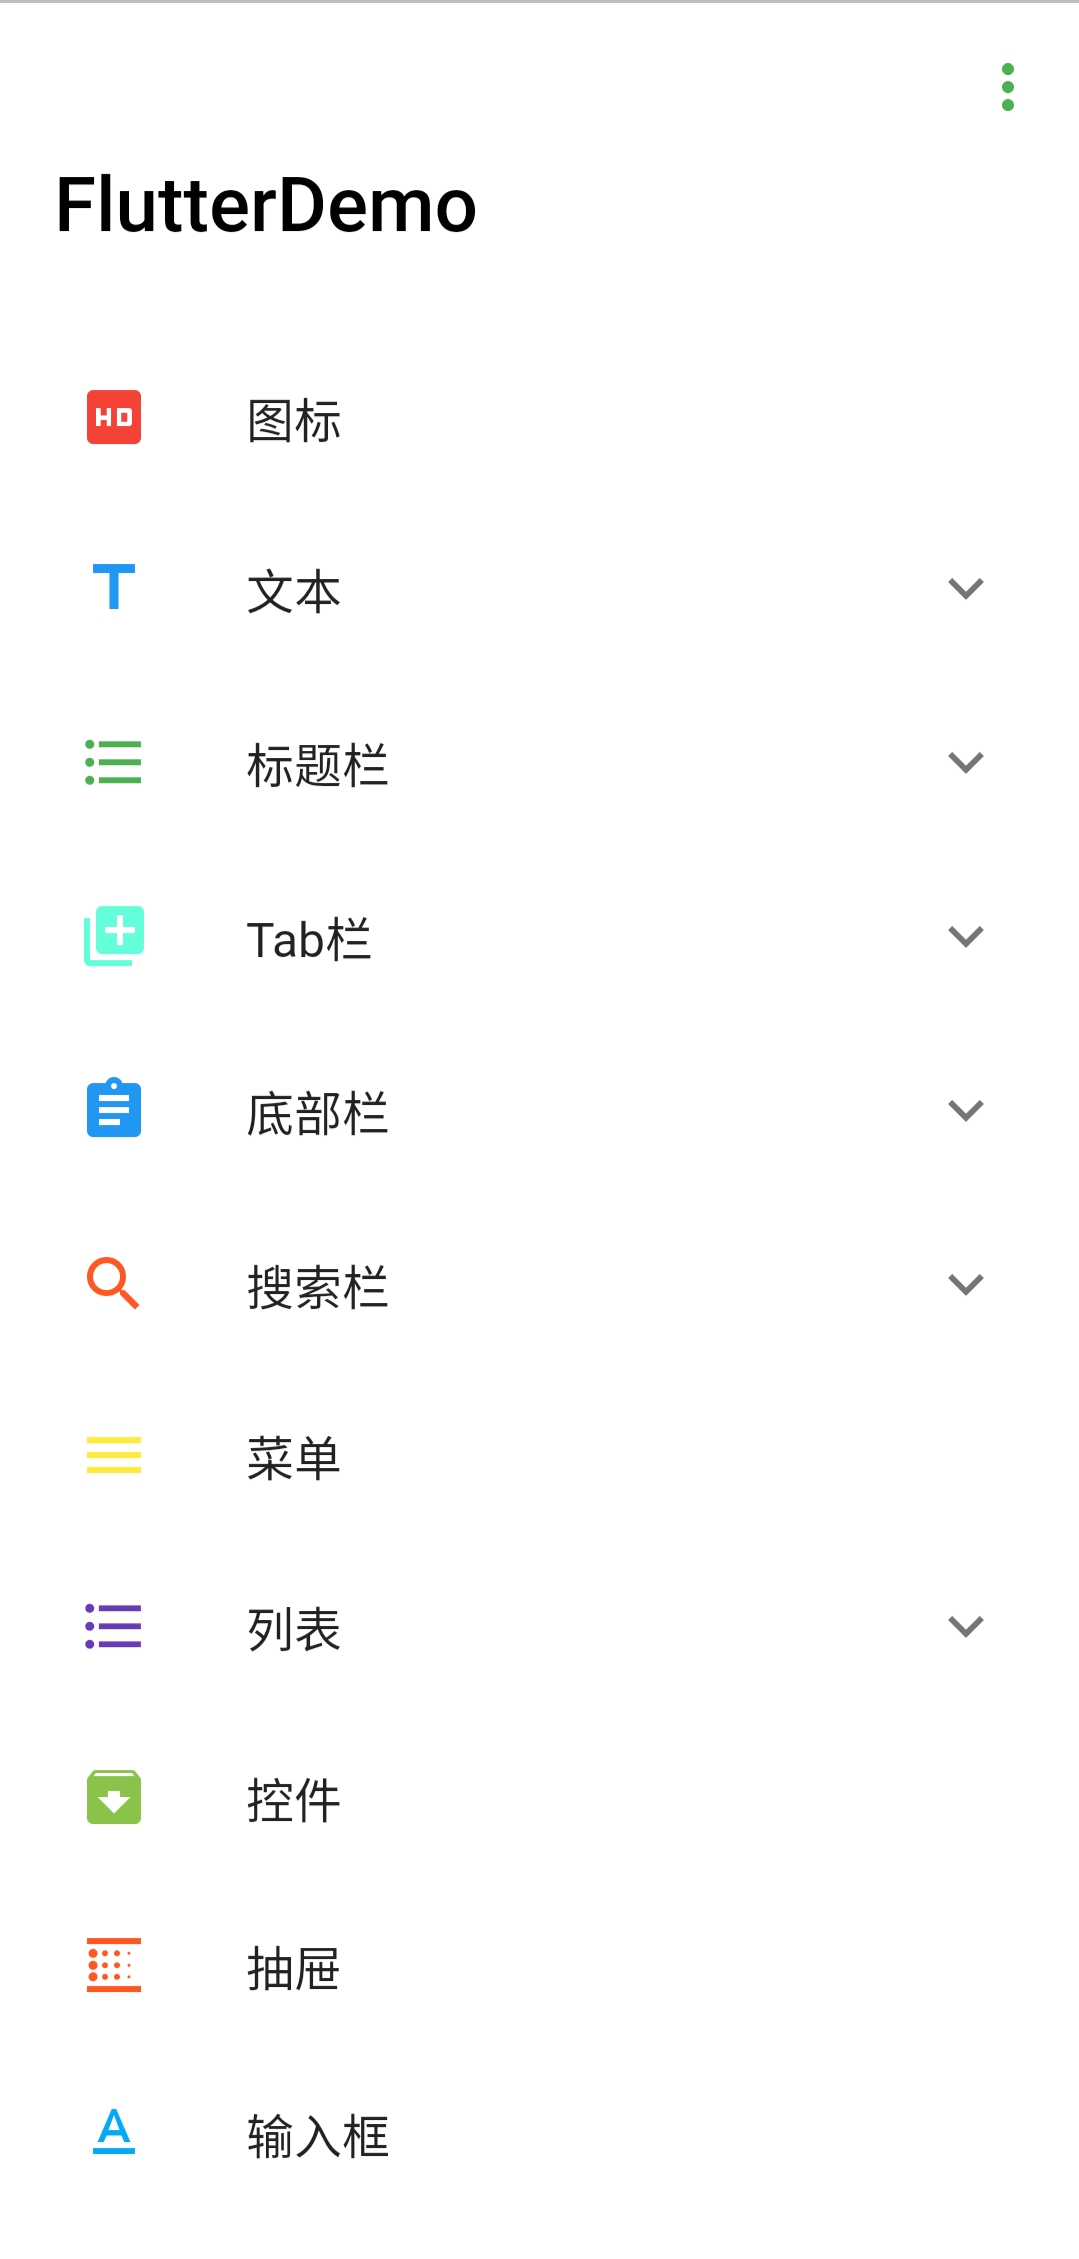 FlutterDemo
HD
图标
文本
标题栏
Tab栏
底部栏
搜索栏
菜单
列表
控件
抽屉
输入框